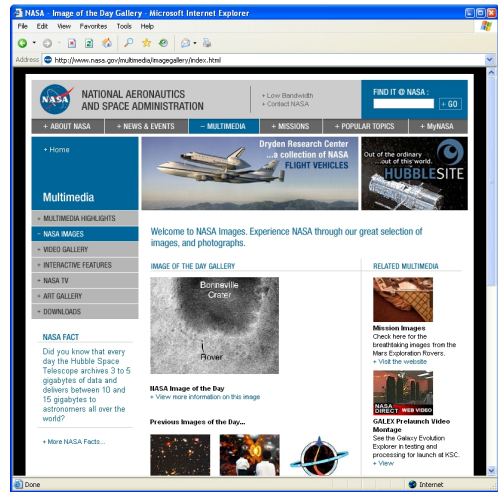 NASA - Image of the Day Gallery - Microsoft Internet Explorer
File Edit View Favorites Tools Help
Address http://www.nasa.gov/multimedia/imagegallery/index.html
NASA
NATIONAL AERONAUTICS
AND SPACE ADMINISTRATION
+ Low Bandwidth
+ Contact NASA
FIND IT @ NASA :
+ GO
+ ABOUT NASA + NEWS & EVENTS − MULTIMEDIA + MISSIONS + POPULAR TOPICS + MyNASA
+ Home
Multimedia
Dryden Research Center
...a collection of NASA
FLIGHT VEHICLES
Out of the ordinary
...out of this world.
HUBBLESITE
+ MULTIMEDIA HIGHLIGHTS
− NASA IMAGES
+ VIDEO GALLERY
+ INTERACTIVE FEATURES
+ NASA TV
+ ART GALLERY
+ DOWNLOADS
NASA FACT
Did you know that every
day the Hubble Space
Telescope archives 3 to 5
gigabytes of data and
delivers between 10 and
15 gigabytes to
astronomers all over the
world?
+ More NASA Facts...
Welcome to NASA Images. Experience NASA through our great selection of
images, and photographs.
IMAGE OF THE DAY GALLERY
Bonneville
Crater
Rover
NASA Image of the Day
+ View more information on this image
Previous Images of the Day...
RELATED MULTIMEDIA
Mission Images
Check here for the
breathtaking images from the
Mars Exploration Rovers.
+ Visit the website
NASA
DIRECT WEB VIDEO
GALEX Prelaunch Video
Montage
See the Galaxy Evolution
Explorer in testing and
processing for launch at KSC.
+ View
Done
Internet